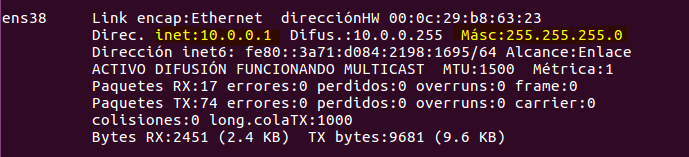 ens38 Link encap:Ethernet direcciónHW 00:0c:29:b8:63:23
Direc. inet:10.0.0.1 Difus.:10.0.0.255 Másc:255.255.255.0
Dirección inet6: fe80::3a71:d084:2198:1695/64 Alcance:Enlace
ACTIVO DIFUSIÓN FUNCIONANDO MULTICAST MTU:1500 Métrica:1
Paquetes RX:17 errores:0 perdidos:0 overruns:0 frame:0
Paquetes TX:74 errores:0 perdidos:0 overruns:0 carrier:0
colisiones:0 long.colaTX:1000
Bytes RX:2451 (2.4 KB) TX bytes:9681 (9.6 KB)